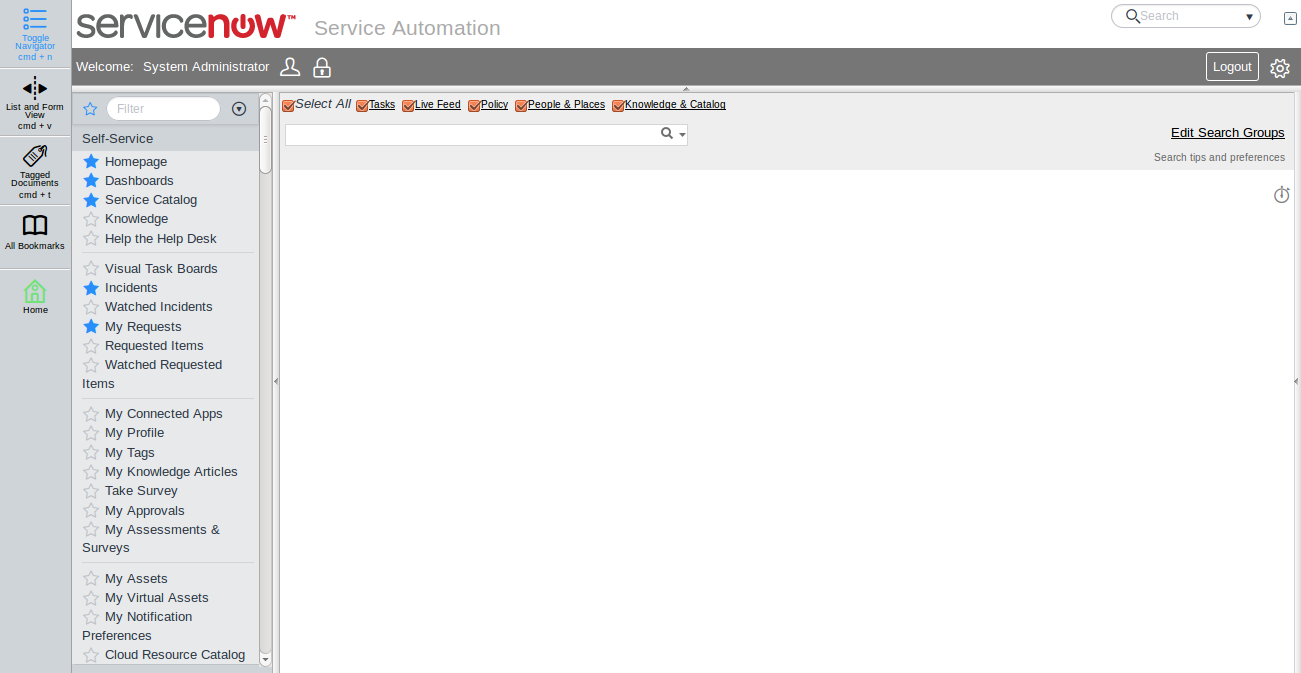 servicenow™ Service Automation
Search
Toggle
Navigator
cmd + n
List and Form
View
cmd + v
Tagged
Documents
cmd + t
All Bookmarks
Home
Welcome: System Administrator
Logout
Filter
Self-Service
Homepage
Dashboards
Service Catalog
Knowledge
Help the Help Desk
Visual Task Boards
Incidents
Watched Incidents
My Requests
Requested Items
Watched Requested
Items
My Connected Apps
My Profile
My Tags
My Knowledge Articles
Take Survey
My Approvals
My Assessments &
Surveys
My Assets
My Virtual Assets
My Notification
Preferences
Cloud Resource Catalog
Select All Tasks Live Feed Policy People & Places Knowledge & Catalog
Edit Search Groups
Search tips and preferences